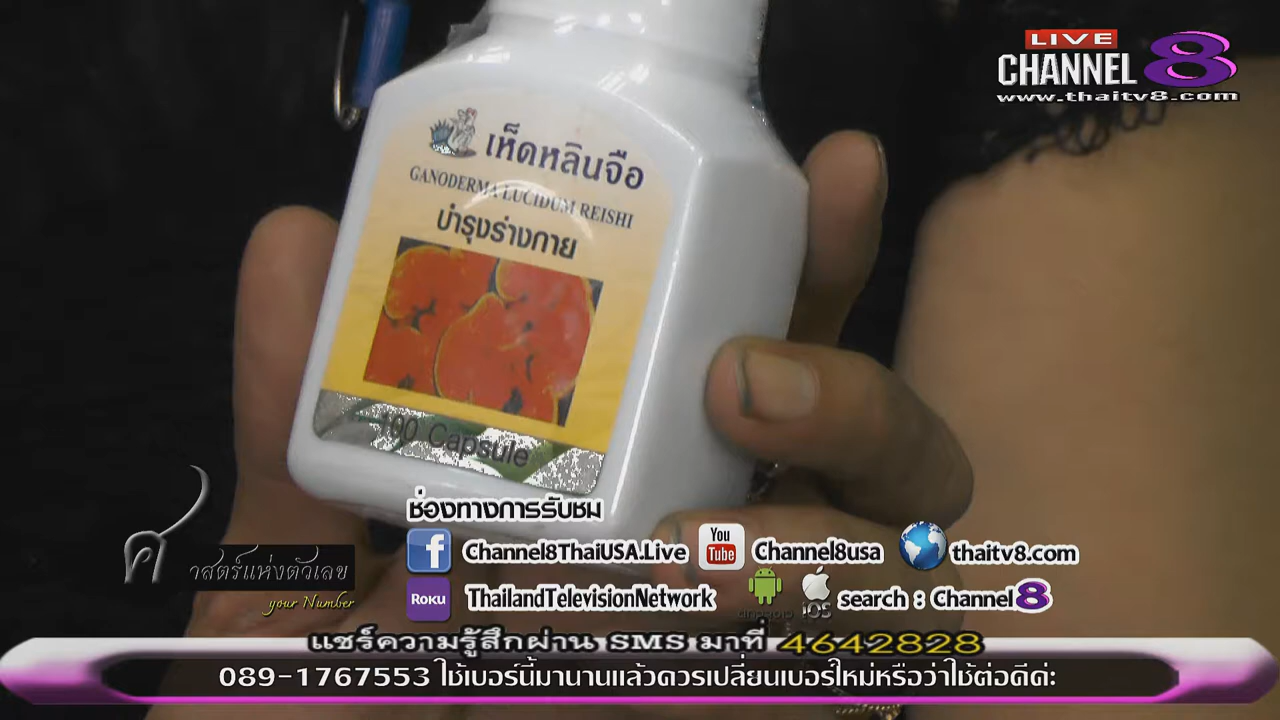 LIVE
CHANNEL 8
www.thaitv8.com
เห็ดหลินจือ
GANODERMA LUCIDUM REISHI
บำรุงร่างกาย
100 Capsule
ช่องทางการรับชม
f Channel8ThaiUSA.Live You Tube Channel8usa thaitv8.com
ROKU ThailandTelevisionNetwork android iOS search : Channel 8
ศาสตร์แห่งตัวเลข
your Number
แชร์ความรู้สึกผ่าน SMS มาที่ 4642828
089-1767553 ใช้เบอร์นี้มานานแล้วควรเปลี่ยนเบอร์ใหม่หรือว่าใช้ต่อดีค่ะ